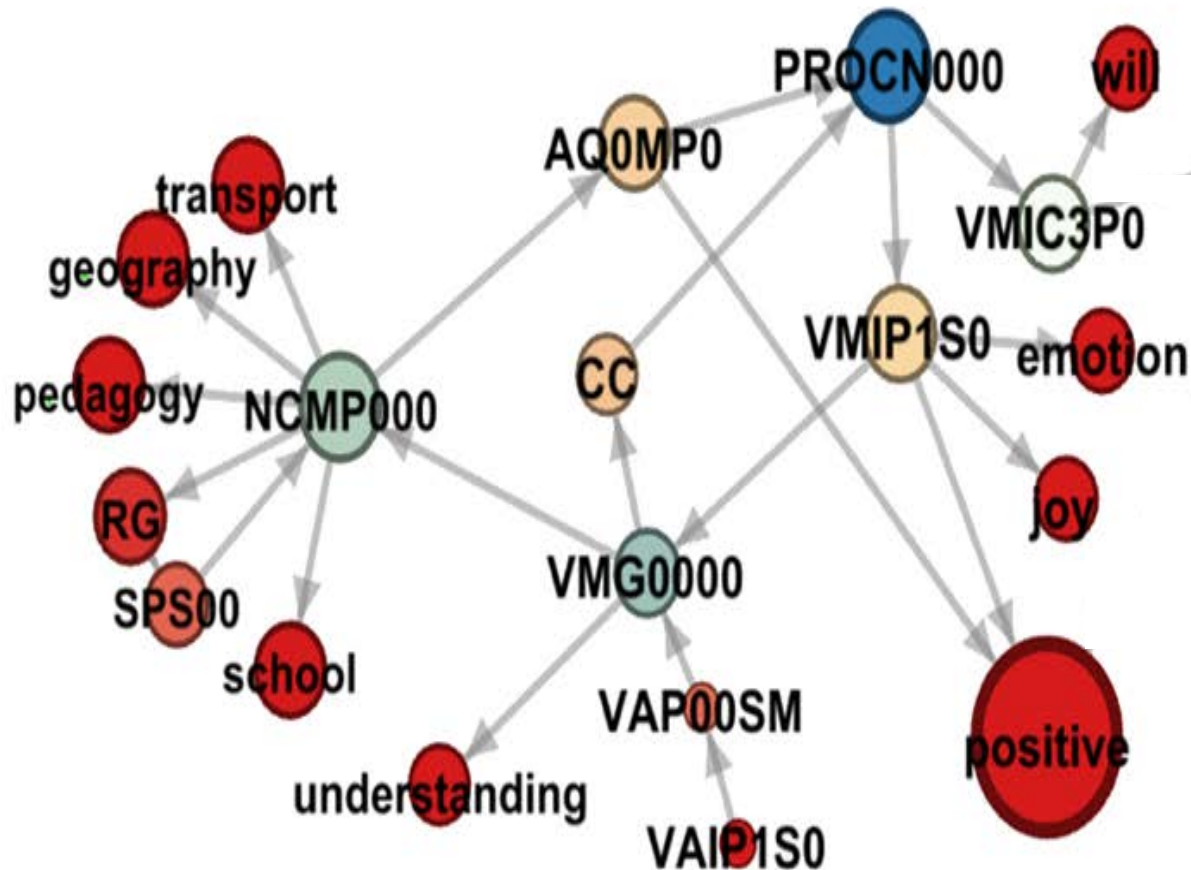 PROCN000
will
AQ0MP0
transport
VMIC3P0
geography
VMIP1S0
emotion
CC
pedagogy
NCMP000
joy
RG
VMG0000
SPS00
school
VAP00SM
positive
understanding
VAIP1S0